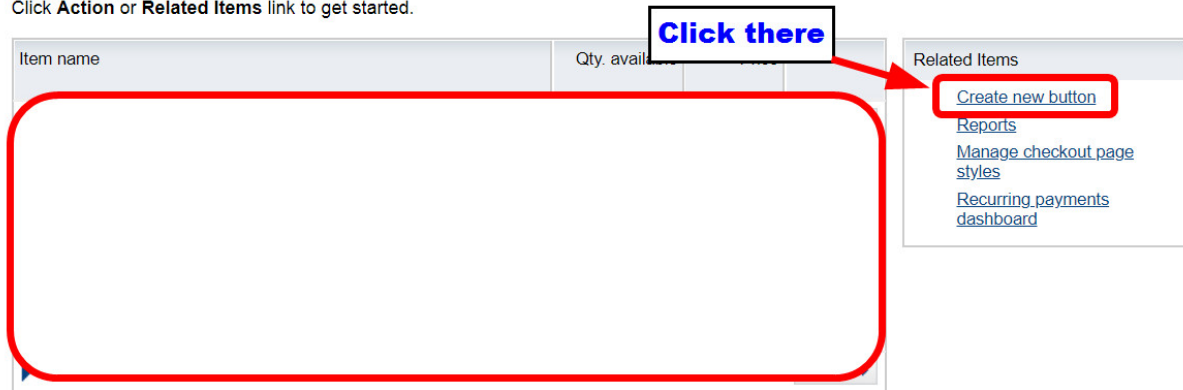 Click Action or Related Items link to get started.
Click there
Item name
Qty. available
Related Items
Create new button
Reports
Manage checkout page
styles
Recurring payments
dashboard